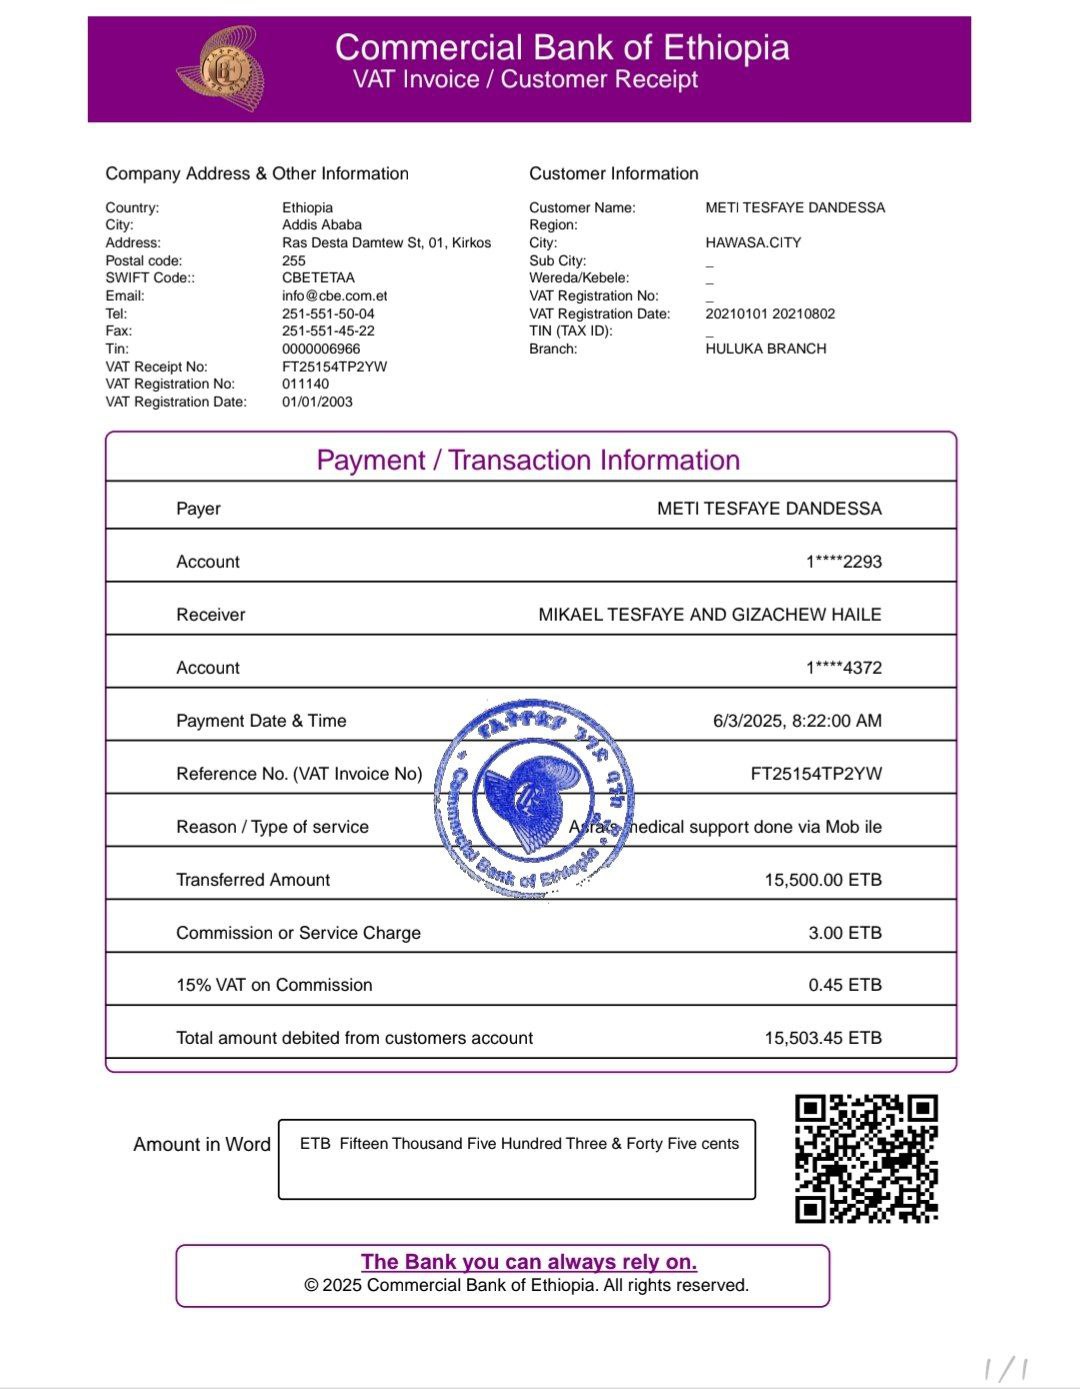 Commercial Bank of Ethiopia
VAT Invoice / Customer Receipt
Company Address & Other Information
Country: Ethiopia
City: Addis Ababa
Address: Ras Desta Damtew St, 01, Kirkos
Postal code: 255
SWIFT Code:: CBETETAA
Email: info@cbe.com.et
Tel: 251-551-50-04
Fax: 251-551-45-22
Tin: 0000006966
VAT Receipt No: FT25154TP2YW
VAT Registration No: 011140
VAT Registration Date: 01/01/2003
Customer Information
Customer Name: METI TESFAYE DANDESSA
Region:
City: HAWASA.CITY
Sub City: _
Wereda/Kebele: _
VAT Registration No: _
VAT Registration Date: 20210101 20210802
TIN (TAX ID): _
Branch: HULUKA BRANCH
Payment / Transaction Information
Payer METI TESFAYE DANDESSA
Account 1****2293
Receiver MIKAEL TESFAYE AND GIZACHEW HAILE
Account 1****4372
Payment Date & Time 6/3/2025, 8:22:00 AM
Reference No. (VAT Invoice No) FT25154TP2YW
Reason / Type of service medical support done via Mob ile
Transferred Amount 15,500.00 ETB
Commission or Service Charge 3.00 ETB
15% VAT on Commission 0.45 ETB
Total amount debited from customers account 15,503.45 ETB
የኢትዮጵያ ንግድ ባንክ
Commercial Bank of Ethiopia
Amount in Word ETB Fifteen Thousand Five Hundred Three & Forty Five cents
The Bank you can always rely on.
© 2025 Commercial Bank of Ethiopia. All rights reserved.
1/1